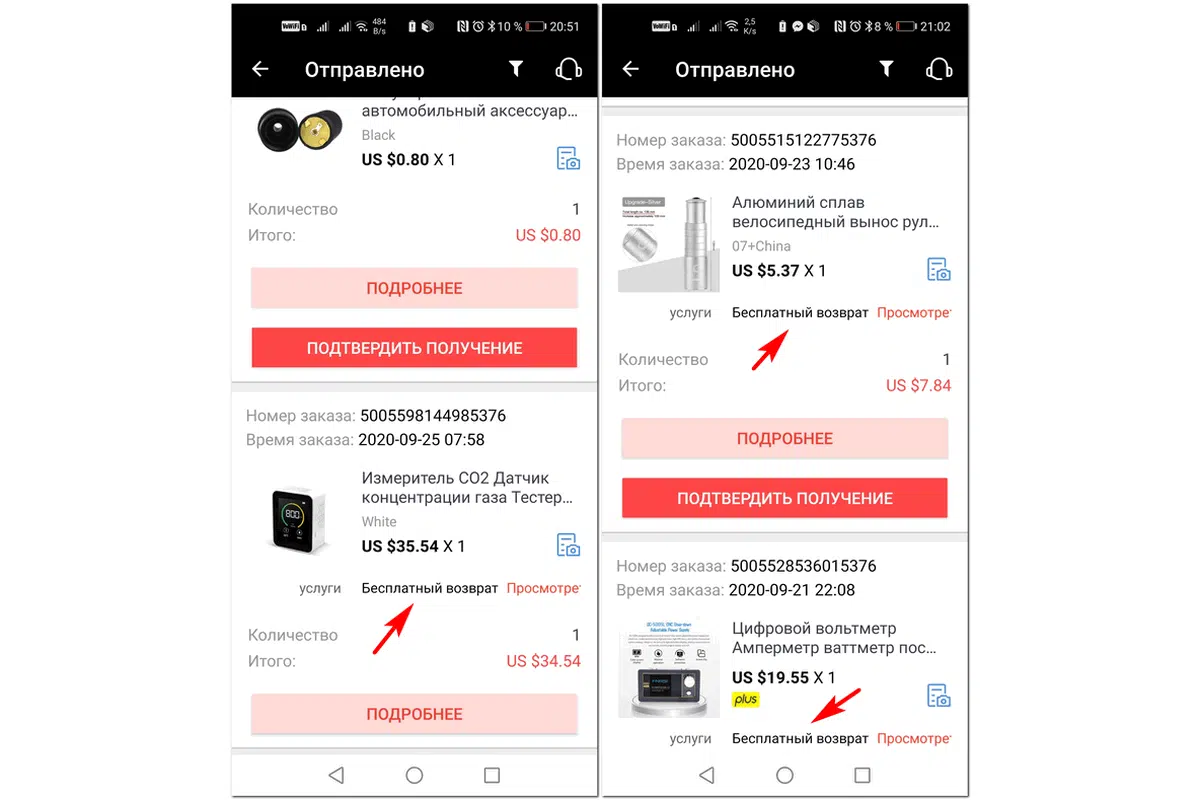 VoWiFi 484 B/s 10 % 20:51
Отправлено
автомобильный аксессуар...
Black
US $0.80 X 1
Количество 1
Итого: US $0.80
ПОДРОБНЕЕ
ПОДТВЕРДИТЬ ПОЛУЧЕНИЕ
Номер заказа: 5005598144985376
Время заказа: 2020-09-25 07:58
Измеритель CO2 Датчик
концентрации газа Тестер...
White
US $35.54 X 1
услуги Бесплатный возврат Просмотре
Количество 1
Итого: US $34.54
ПОДРОБНЕЕ
VoWiFi 2,5 K/s 8 % 21:02
Отправлено
Номер заказа: 5005515122775376
Время заказа: 2020-09-23 10:46
Upgrade-Silver
Алюминий сплав
велосипедный вынос рул...
07+China
US $5.37 X 1
услуги Бесплатный возврат Просмотре
Количество 1
Итого: US $7.84
ПОДРОБНЕЕ
ПОДТВЕРДИТЬ ПОЛУЧЕНИЕ
Номер заказа: 5005528536015376
Время заказа: 2020-09-21 22:08
Цифровой вольтметр
Амперметр ваттметр пос...
US $19.55 X 1
plus
услуги Бесплатный возврат Просмотре